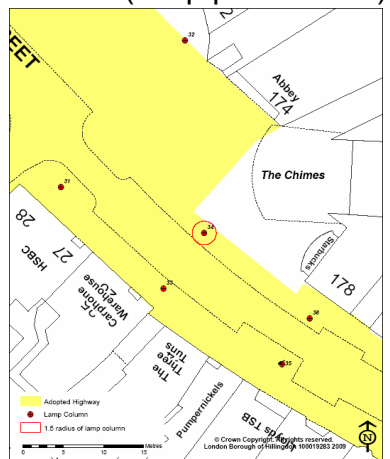 32
Abbey
174
The Chimes
31
34
28
HSBC
27
Starbucks
178
33
Carphone
Warehouse
25
36
The
Three
Tuns
35
Pumpernickels
TSB
Adopted Highway
Lamp Column
1.5 radius of lamp column
0
5
10
15
Metres
© Crown Copyright. All rights reserved.
London Borough of Hillingdon 100019283 2009
N